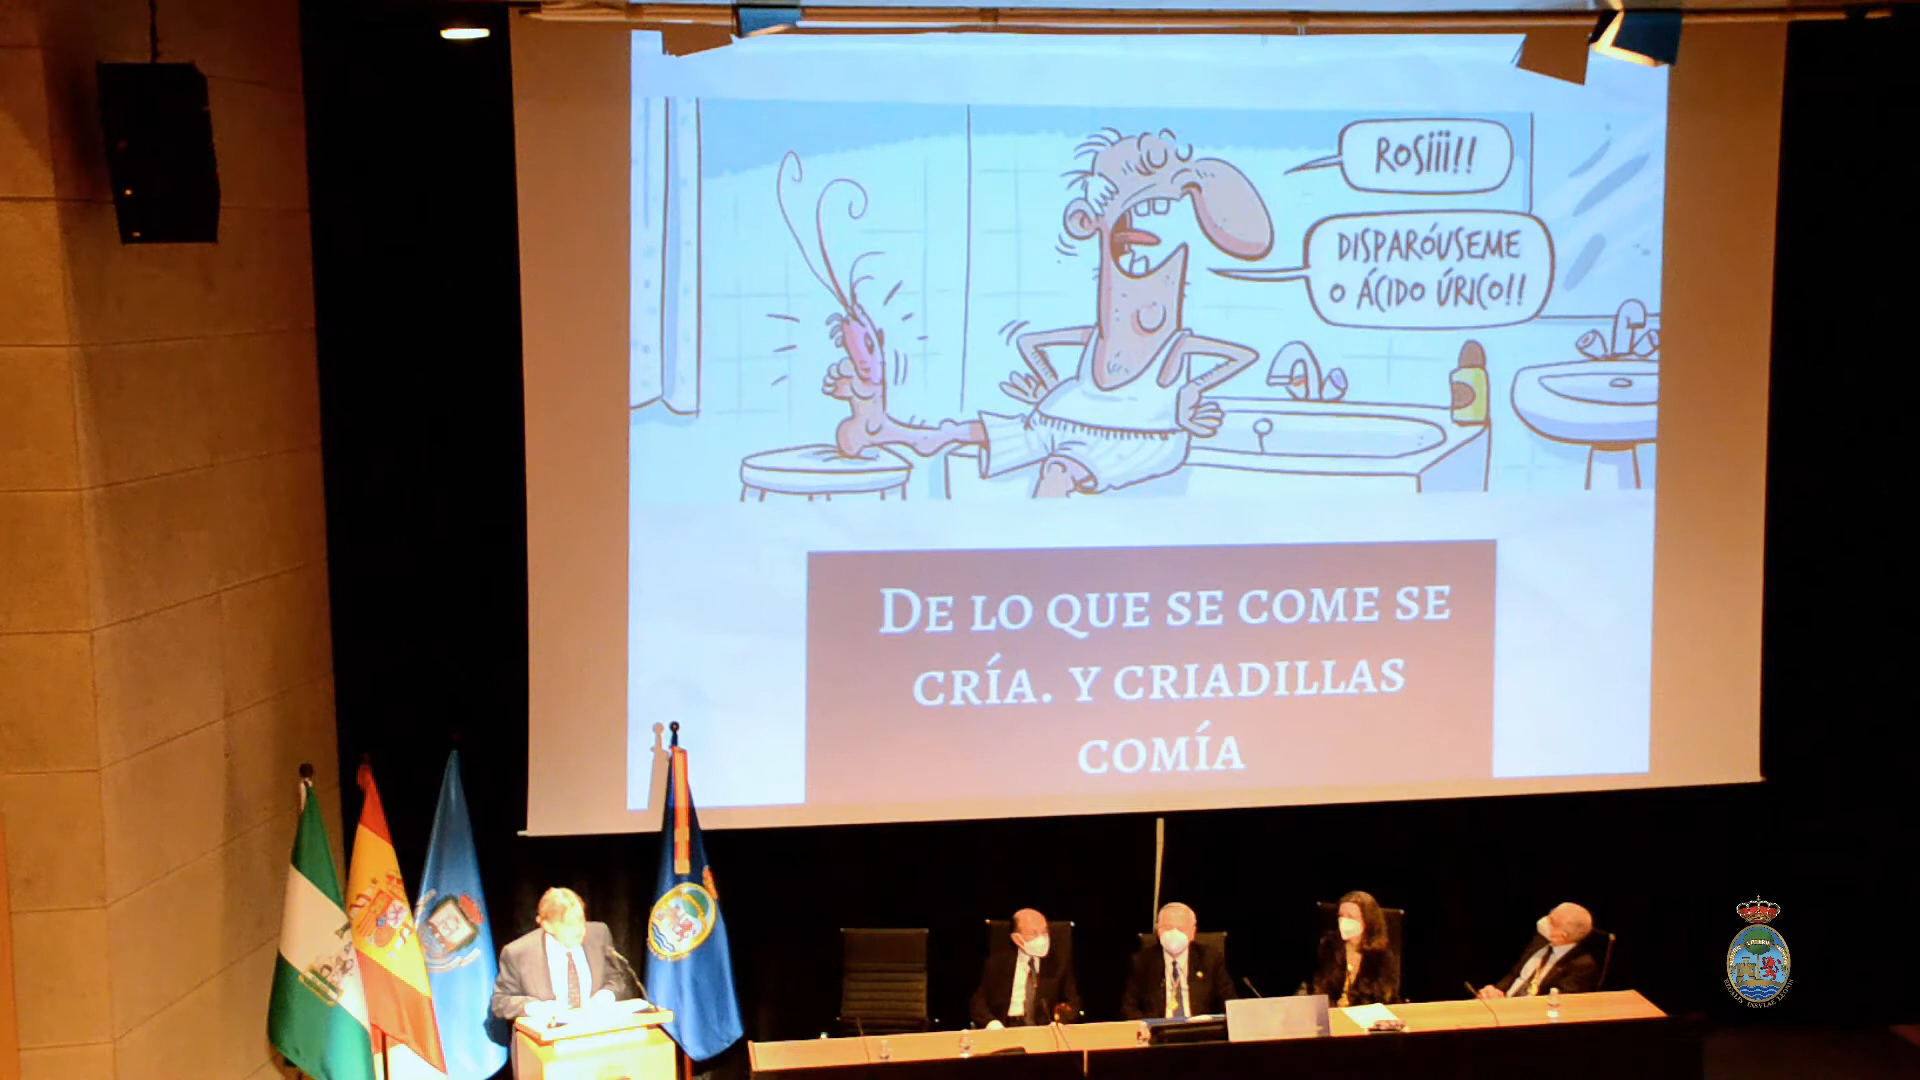 ROSiii!!
DISPARÓUSEME
O ÁCIDO ÚRICO!!
DE LO QUE SE COME SE
CRÍA. Y CRIADILLAS
COMÍA